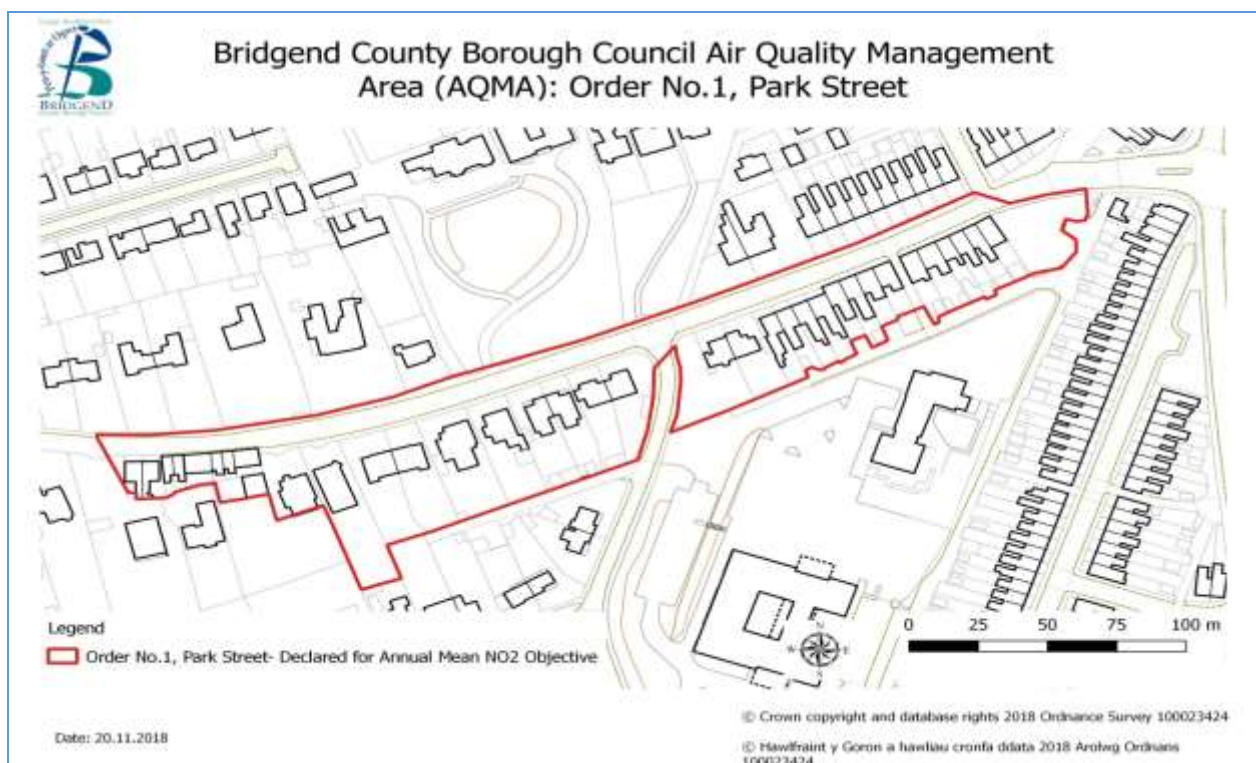 BRIDGEND
Bridgend County Borough Council Air Quality Management
Area (AQMA): Order No.1, Park Street
Legend
Order No.1, Park Street- Declared for Annual Mean NO2 Objective
0 25 50 75 100 m
N
W E
Date: 20.11.2018
© Crown copyright and database rights 2018 Ordnance Survey 100023424
© Hawlfraint y Goron a hawliau cronfa ddata 2018 Arolwg Ordnans
100023424